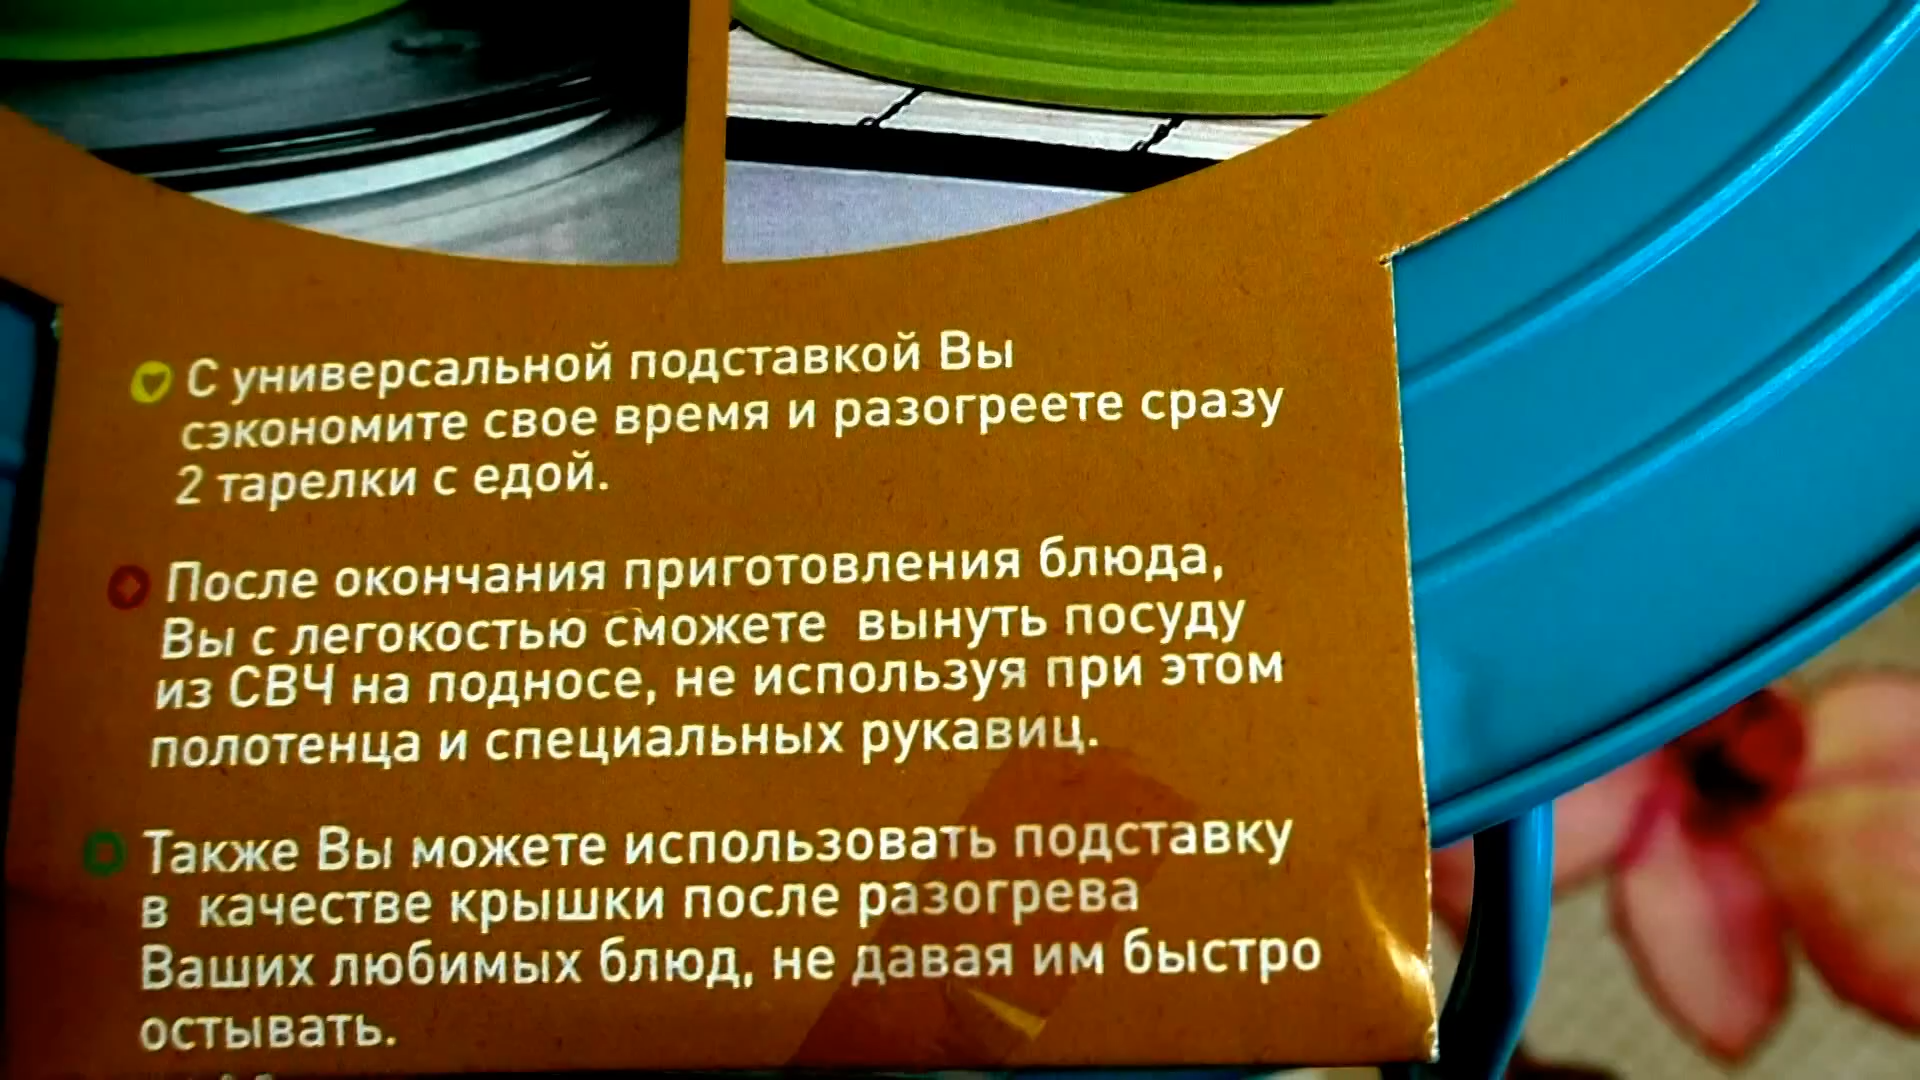 С универсальной подставкой Вы
сэкономите свое время и разогреете сразу
2 тарелки с едой.
После окончания приготовления блюда,
Вы с легокостью сможете вынуть посуду
из СВЧ на подносе, не используя при этом
полотенца и специальных рукавиц.
Также Вы можете использовать подставку
в качестве крышки после разогрева
Ваших любимых блюд, не давая им быстро
остывать.